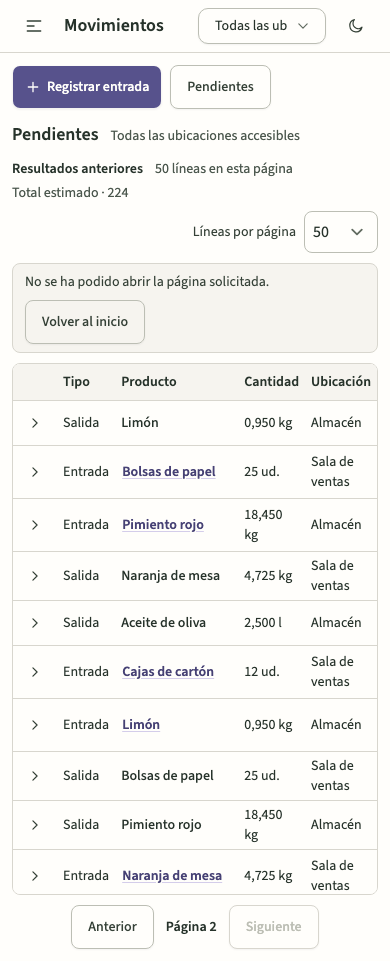 Movimientos
Todas las ub
Registrar entrada
Pendientes
Pendientes Todas las ubicaciones accesibles
Resultados anteriores 50 líneas en esta página
Total estimado · 224
Líneas por página 50
No se ha podido abrir la página solicitada.
Volver al inicio
Tipo Producto Cantidad Ubicación
Salida Limón 0,950 kg Almacén
Entrada Bolsas de papel 25 ud. Sala de
ventas
Entrada Pimiento rojo 18,450
kg Almacén
Salida Naranja de mesa 4,725 kg Sala de
ventas
Salida Aceite de oliva 2,500 l Almacén
Entrada Cajas de cartón 12 ud. Sala de
ventas
Entrada Limón 0,950 kg Almacén
Salida Bolsas de papel 25 ud. Sala de
ventas
Salida Pimiento rojo 18,450
kg Almacén
Entrada Naranja de mesa 4,725 kg Sala de
ventas
Anterior Página 2 Siguiente